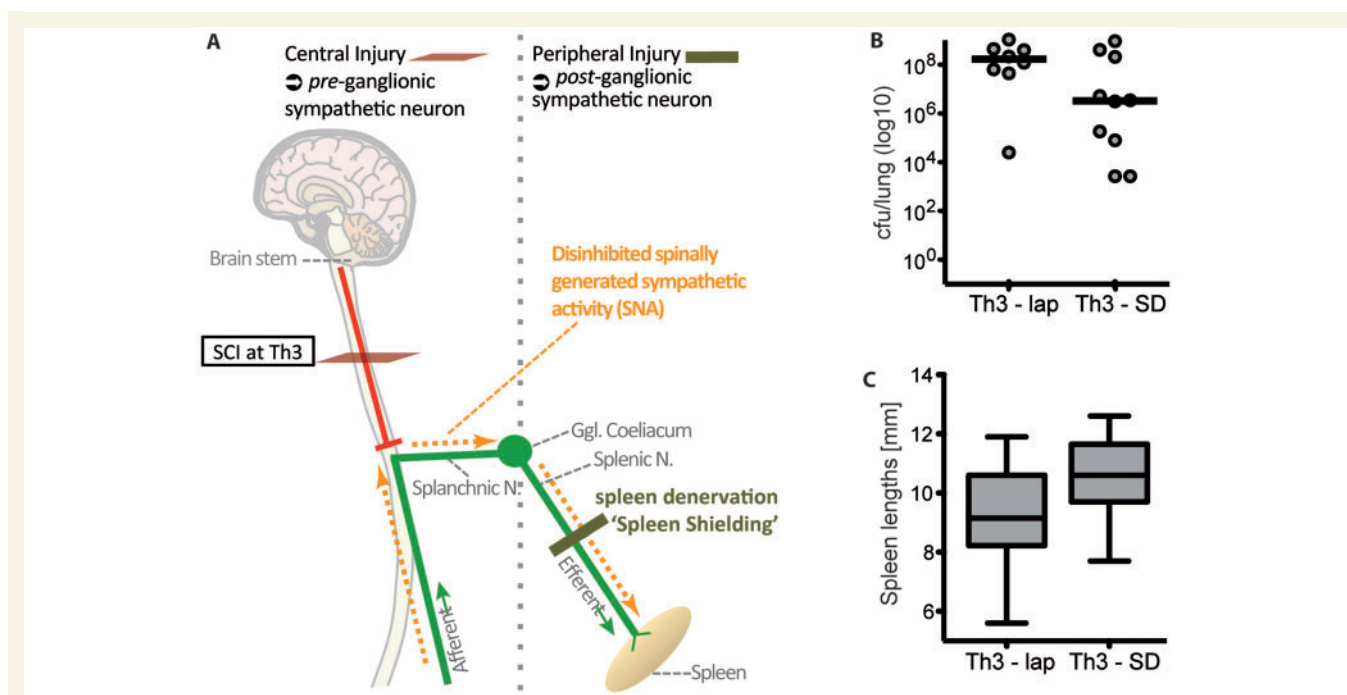 A
Central Injury
➲ pre-ganglionic
sympathetic neuron
Peripheral Injury
➲ post-ganglionic
sympathetic neuron
Brain stem
Disinhibited spinally
generated sympathetic
activity (SNA)
SCI at Th3
Ggl. Coeliacum
Splenic N.
Splanchnic N.
spleen denervation
'Spleen Shielding'
Efferent
Afferent
Spleen
B
cfu/lung (log10)
10⁸
10⁶
10⁴
10²
10⁰
Th3 - lap Th3 - SD
C
Spleen lengths [mm]
14
12
10
8
6
Th3 - lap Th3 - SD